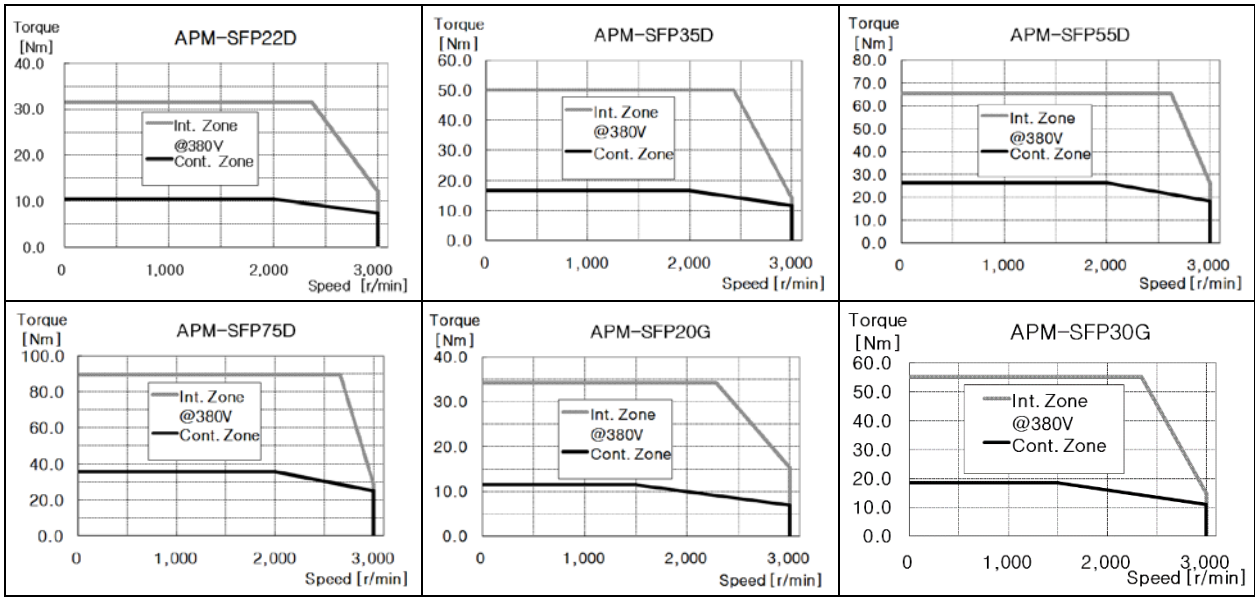 Torque
[Nm]
APM-SFP22D
40.0
30.0
20.0
10.0
0.0
Int. Zone
@380V
Cont. Zone
0 1,000 2,000 3,000
Speed [r/min]
Torque
[Nm]
APM-SFP35D
60.0
50.0
40.0
30.0
20.0
10.0
0.0
Int. Zone
@380V
Cont. Zone
0 1,000 2,000 3,000
Speed [r/min]
Torque
[Nm]
APM-SFP55D
80.0
70.0
60.0
50.0
40.0
30.0
20.0
10.0
0.0
Int. Zone
@380V
Cont. Zone
0 1,000 2,000 3,000
Speed [r/min]
Torque
[Nm]
APM-SFP75D
100.0
80.0
60.0
40.0
20.0
0.0
Int. Zone
@380V
Cont. Zone
0 1,000 2,000 3,000
Speed [r/min]
Torque
[Nm]
APM-SFP20G
40.0
30.0
20.0
10.0
0.0
Int. Zone
@380V
Cont. Zone
0 1,000 2,000 3,000
Speed [r/min]
Torque
[Nm]
APM-SFP30G
60.0
50.0
40.0
30.0
20.0
10.0
0.0
Int. Zone
@380V
Cont. Zone
0 1,000 2,000 3,000
Speed [r/min]